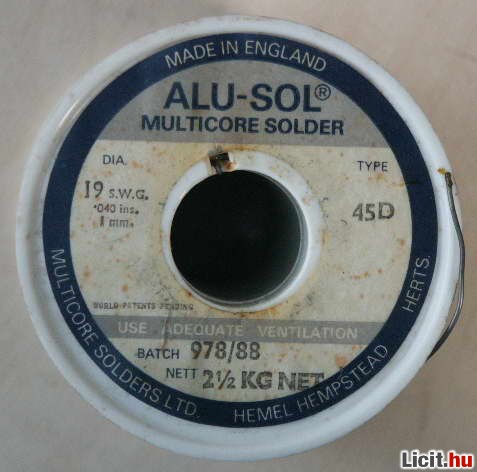 MADE IN ENGLAND
ALU-SOL®
MULTICORE SOLDER
DIA.
19 S.W.G.
·040 ins.
1 mm.
TYPE
45D
WORLD PATENTS PENDING
USE ADEQUATE VENTILATION
BATCH 978/88
NETT 2½ KG NET
MULTICORE SOLDERS LTD. HEMEL HEMPSTEAD HERTS.
Licit.hu